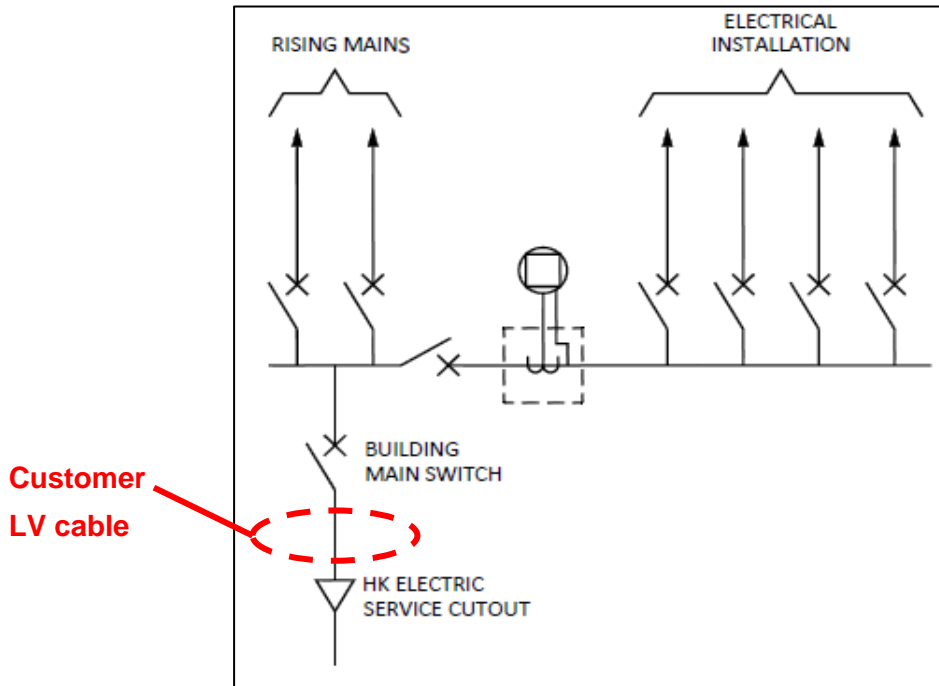 RISING MAINS
ELECTRICAL
INSTALLATION
BUILDING
MAIN SWITCH
Customer
LV cable
HK ELECTRIC
SERVICE CUTOUT